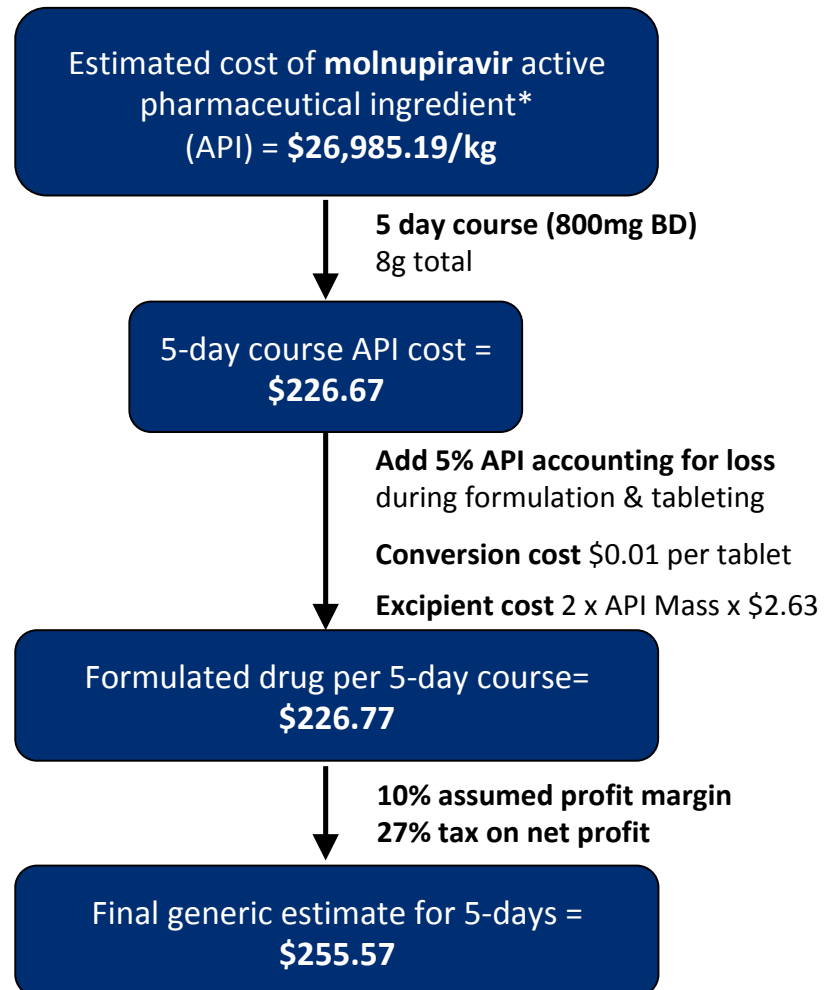 Estimated cost of molnupiravir active
pharmaceutical ingredient*
(API) = $26,985.19/kg
5 day course (800mg BD)
8g total
5-day course API cost =
$226.67
Add 5% API accounting for loss
during formulation & tableting
Conversion cost $0.01 per tablet
Excipient cost 2 x API Mass x $2.63
Formulated drug per 5-day course=
$226.77
10% assumed profit margin
27% tax on net profit
Final generic estimate for 5-days =
$255.57